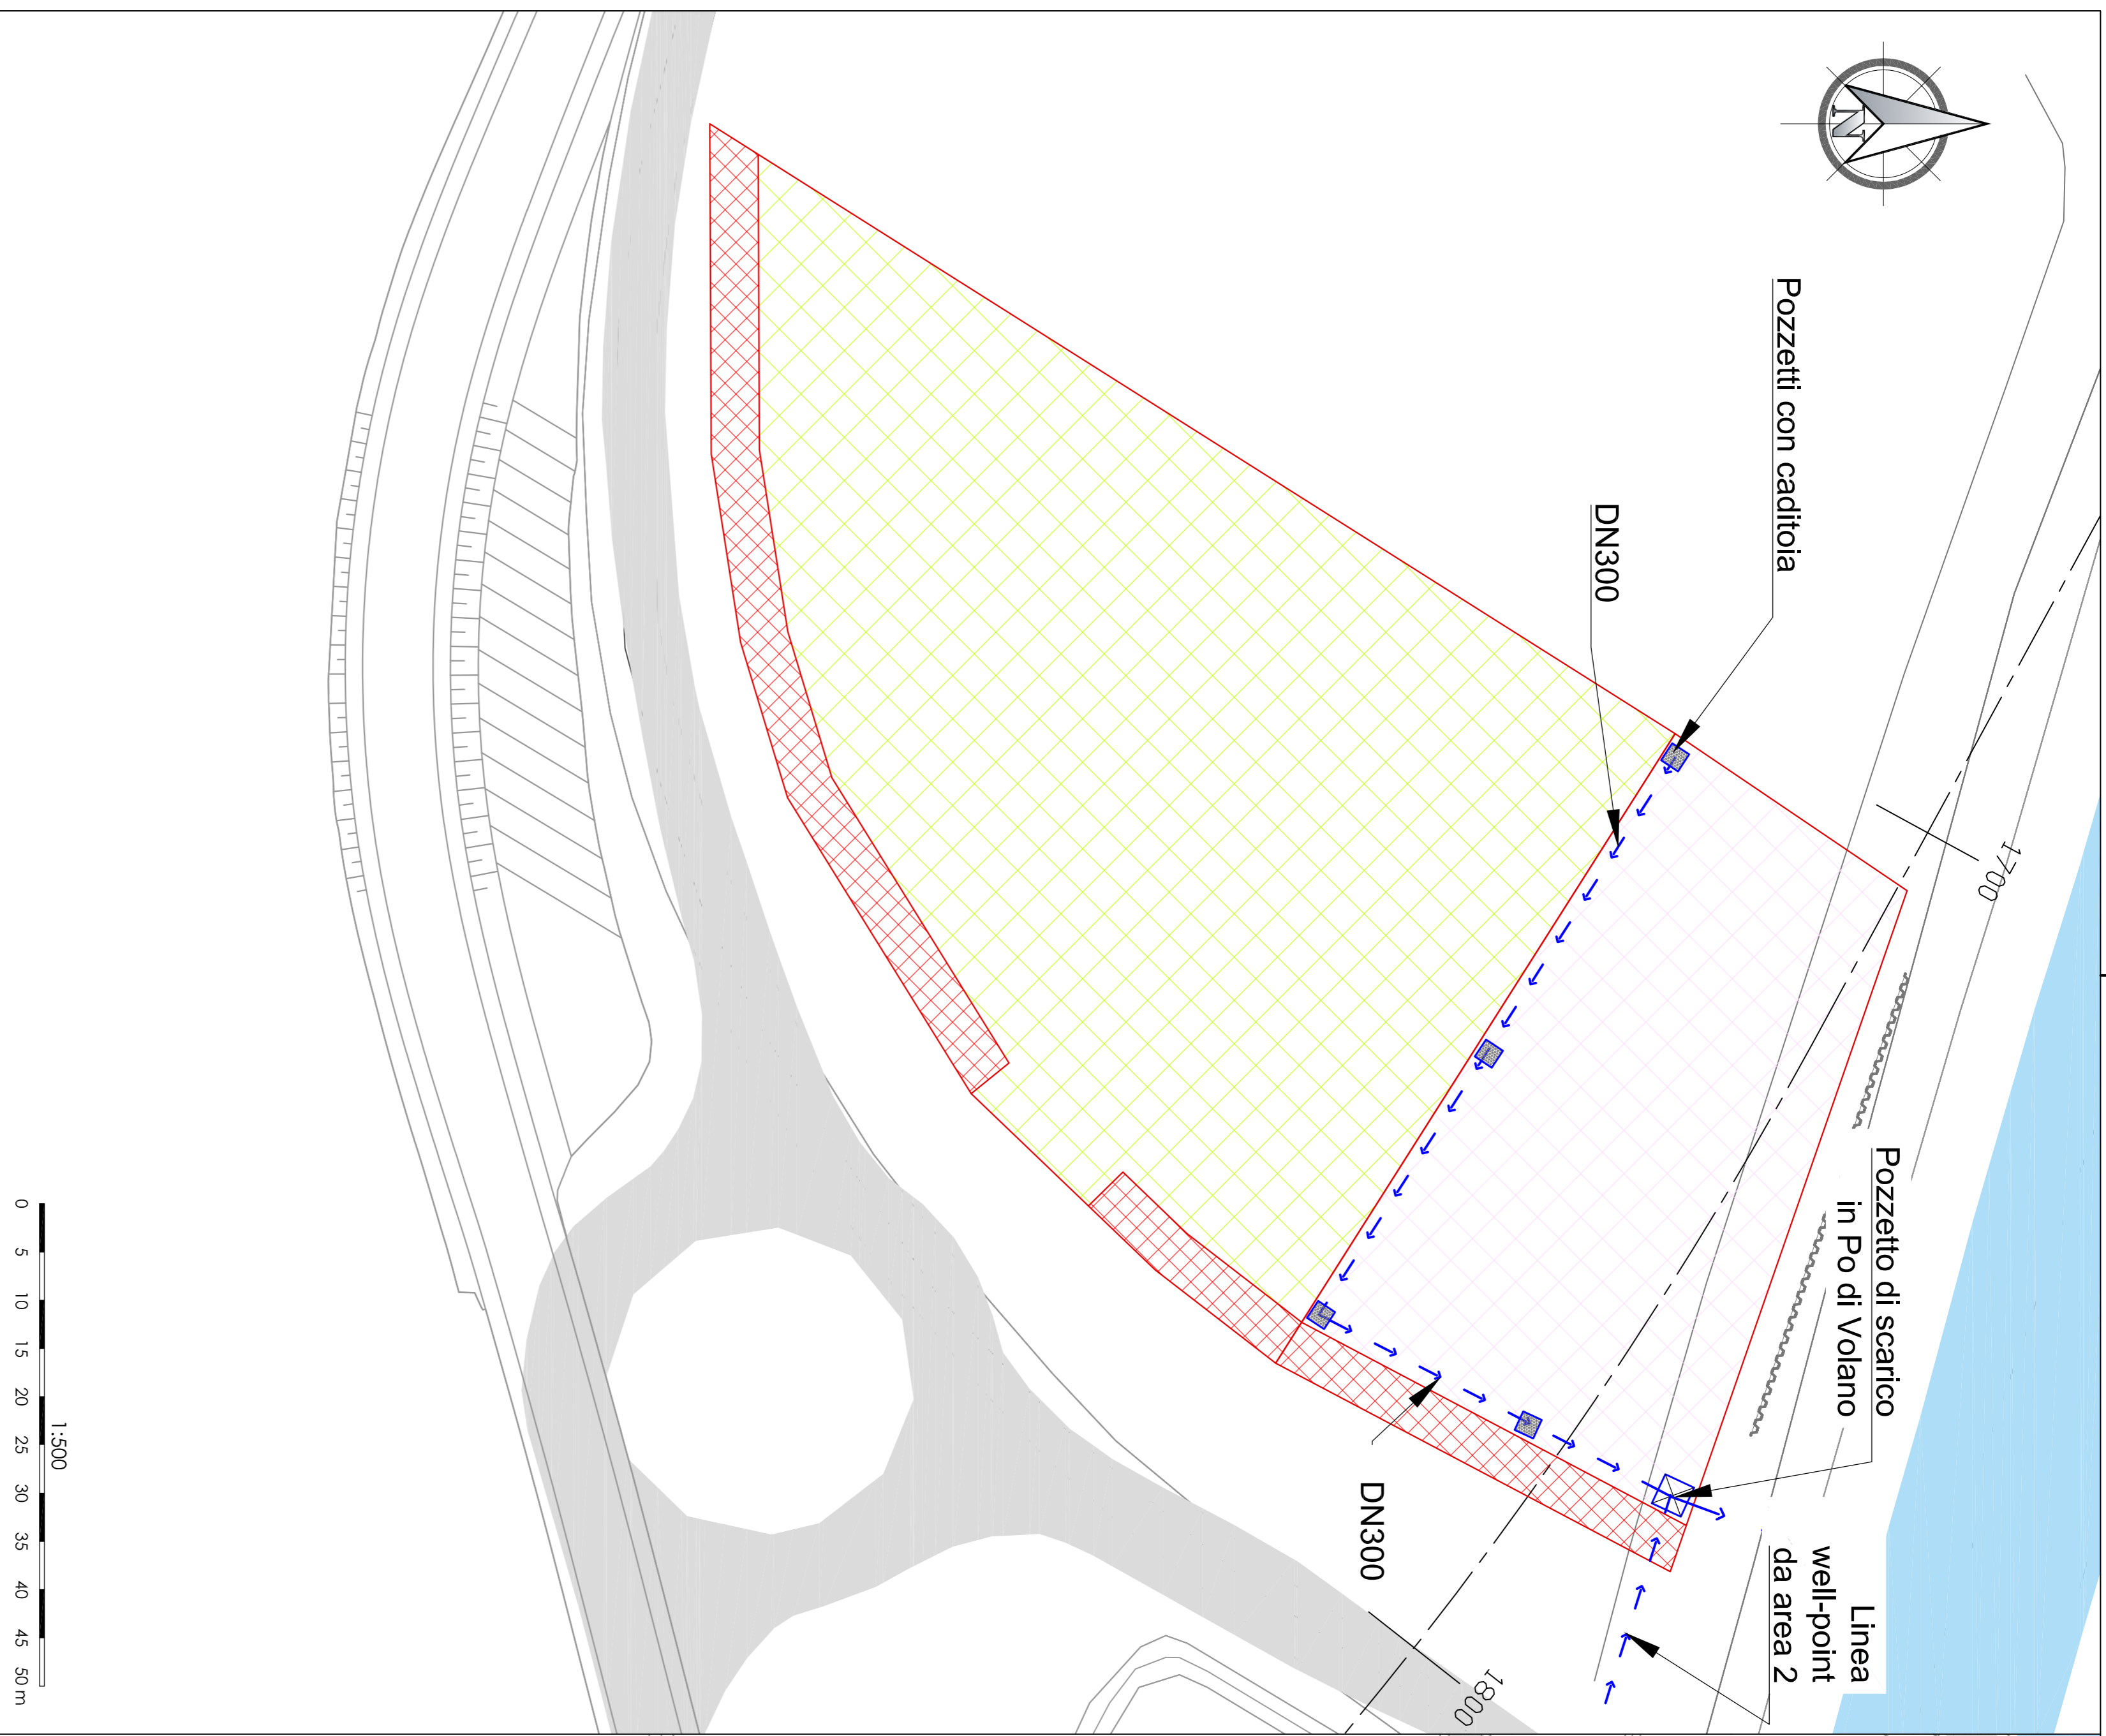 Pozzetti con caditoia
DN300
1700
Pozzetto di scarico
in Po di Volano
Linea
well-point
da area 2
DN300
1800
N
1:500
0 5 10 15 20 25 30 35 40 45 50 m